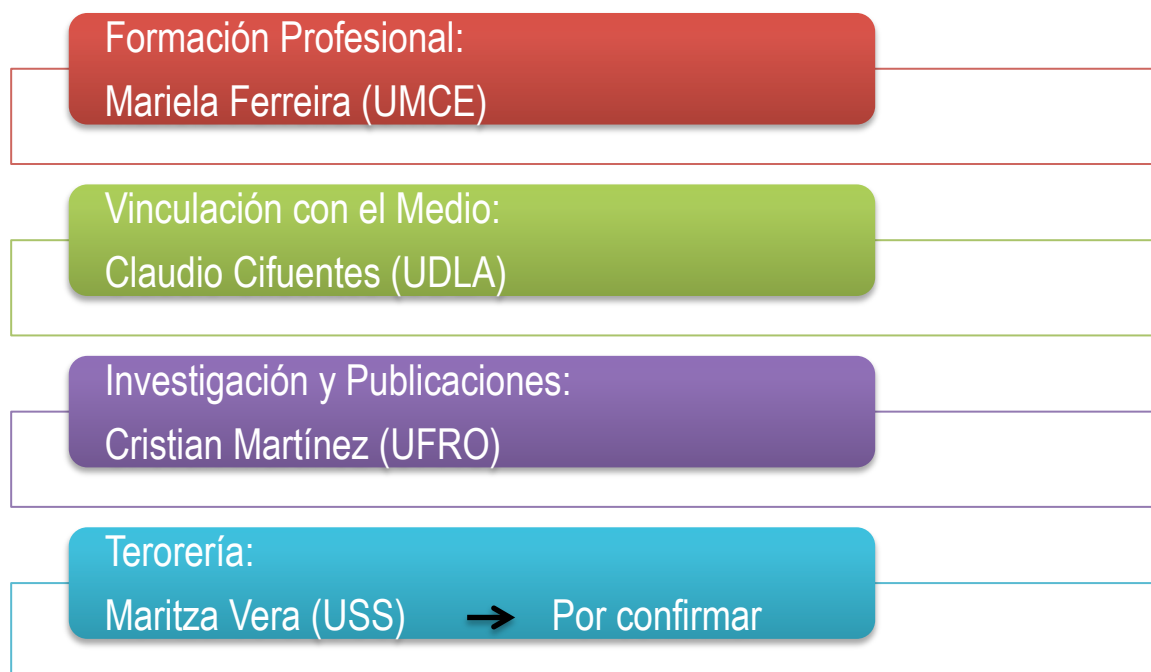 Formación Profesional:
Mariela Ferreira (UMCE)
Vinculación con el Medio:
Claudio Cifuentes (UDLA)
Investigación y Publicaciones:
Cristian Martínez (UFRO)
Terorería:
Maritza Vera (USS) → Por confirmar